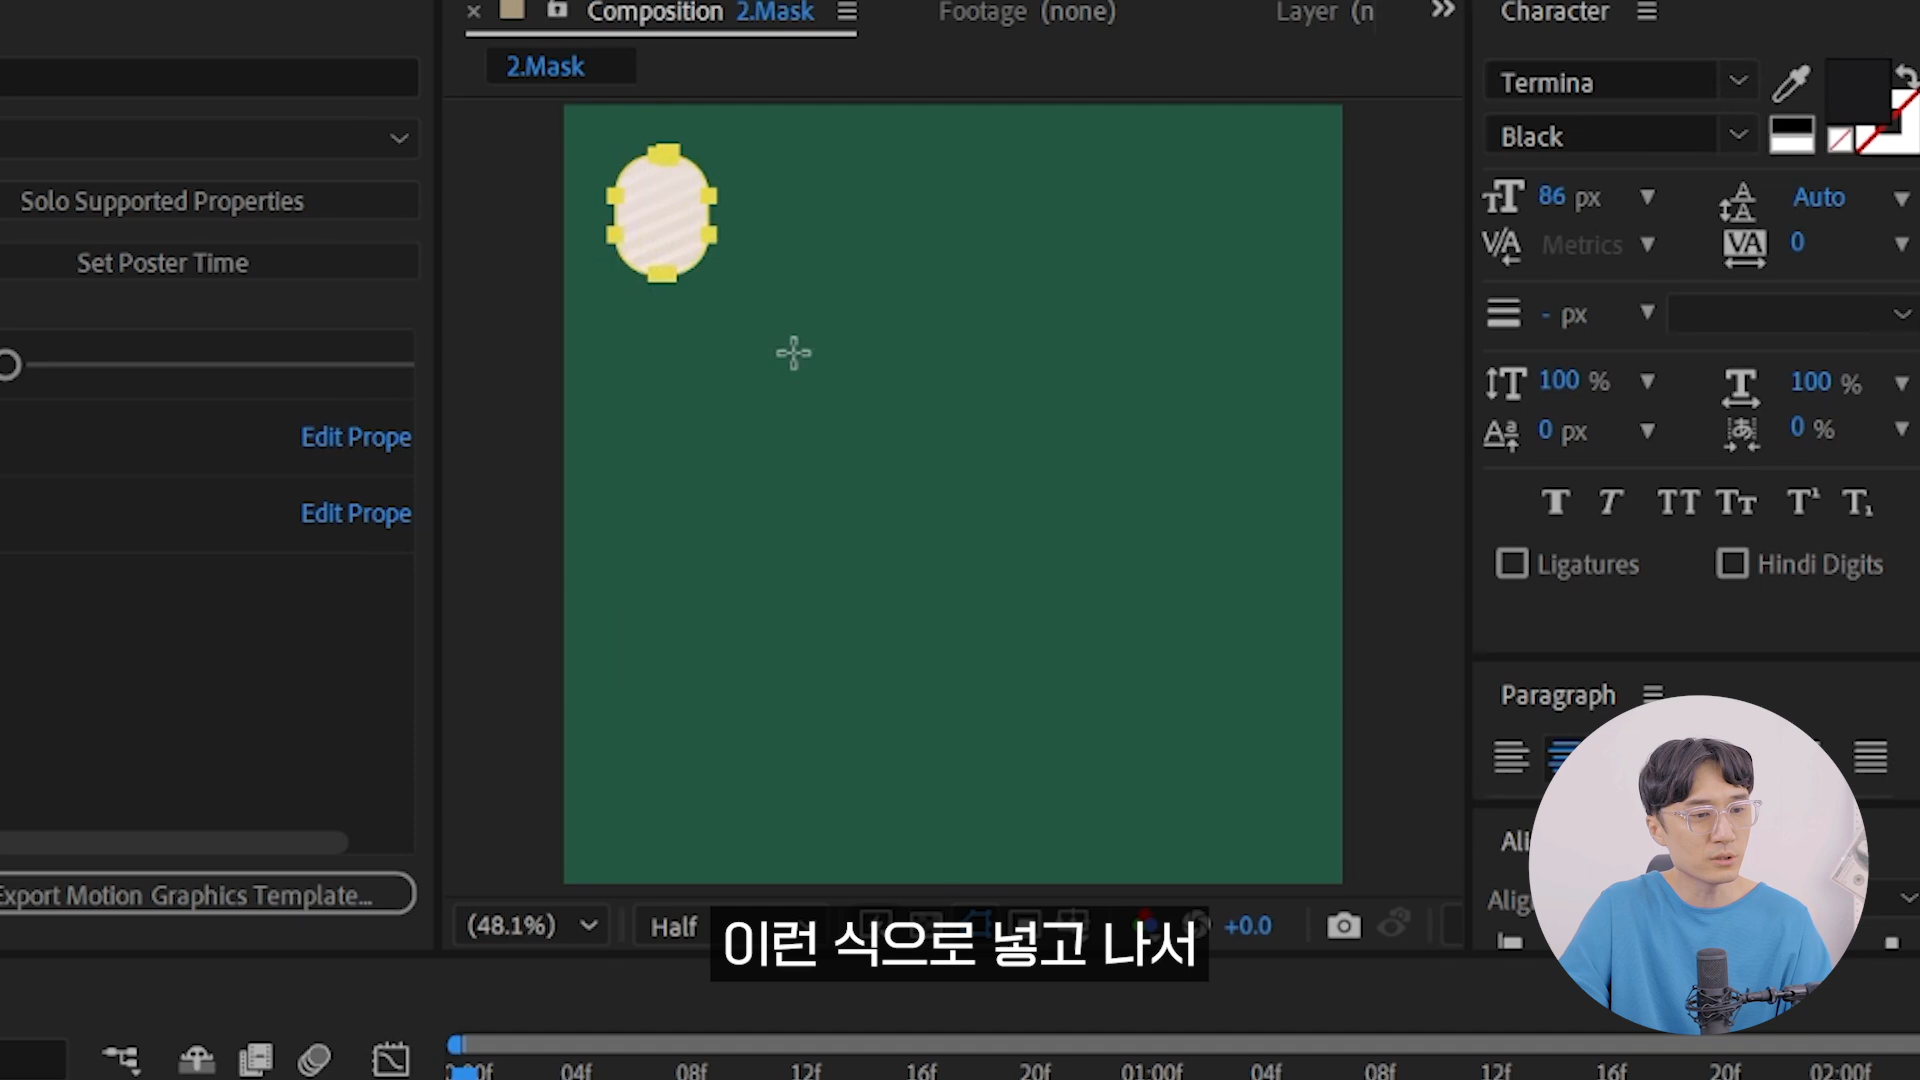 Composition 2.Mask
Footage (none)
Layer (n
Character
2.Mask
Termina
Black
Solo Supported Properties
Set Poster Time
86 px
Auto
Metrics
0
- px
100 %
100 %
0 px
0 %
Edit Prope
Edit Prope
Ligatures
Hindi Digits
Paragraph
Ali
Alig
Export Motion Graphics Template...
(48.1%)
Half
+0.0
이런 식으로 넣고 나서
04f
08f
12f
16f
20f
01:00f
04f
08f
12f
16f
20f
02:00f